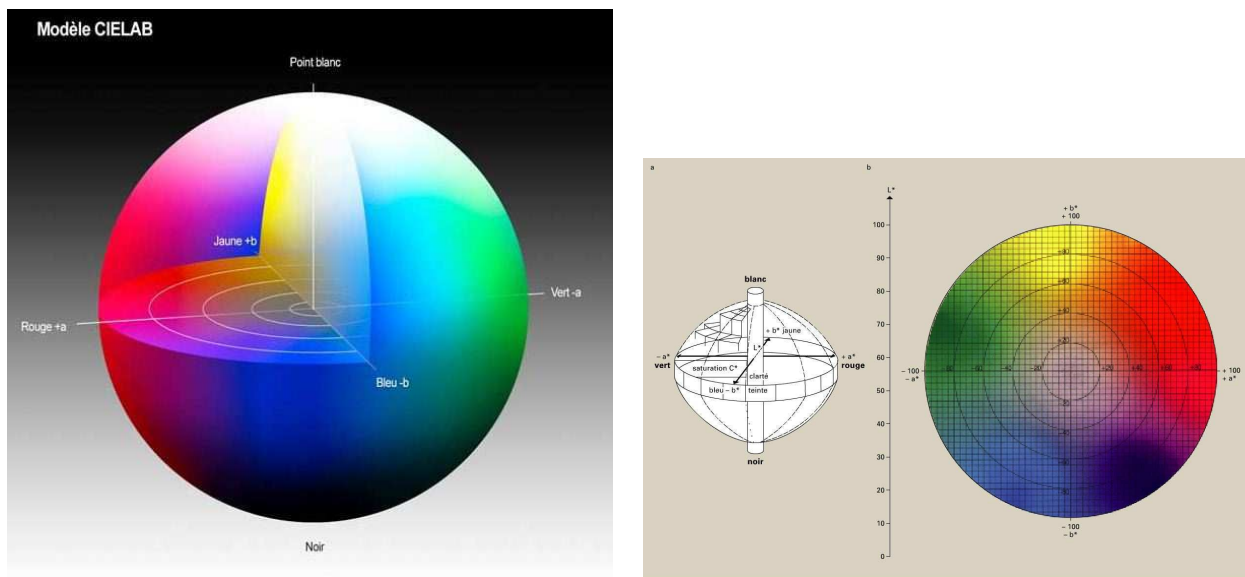 Modèle CIELAB
Point blanc
Jaune +b
Vert -a
Rouge +a
Bleu -b
Noir
a
blanc
+ b* jaune
L*
– a*
vert
+ a*
rouge
saturation C*
clarté
bleu – b*
teinte
noir
b
L*
100
90
80
70
60
50
40
30
20
10
0
+ b*
+ 100
– 100
– a*
+ 100
+ a*
– 100
– b*